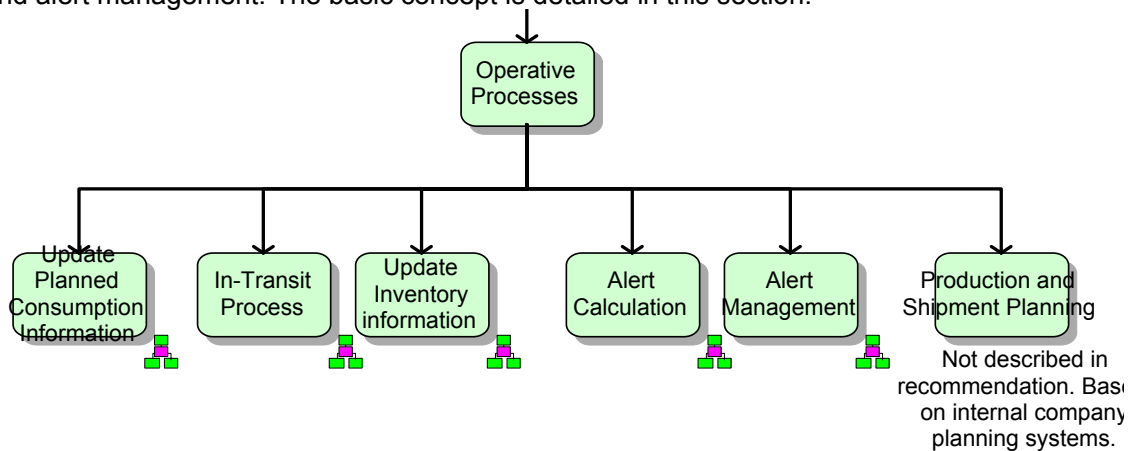 nd alert management. The basic concept is detailed in this section.
Operative
Processes
Update
Planned
Consumption
Information
In-Transit
Process
Update
Inventory
information
Alert
Calculation
Alert
Management
Production and
Shipment Planning
Not described in
recommendation. Base
on internal company
planning systems.